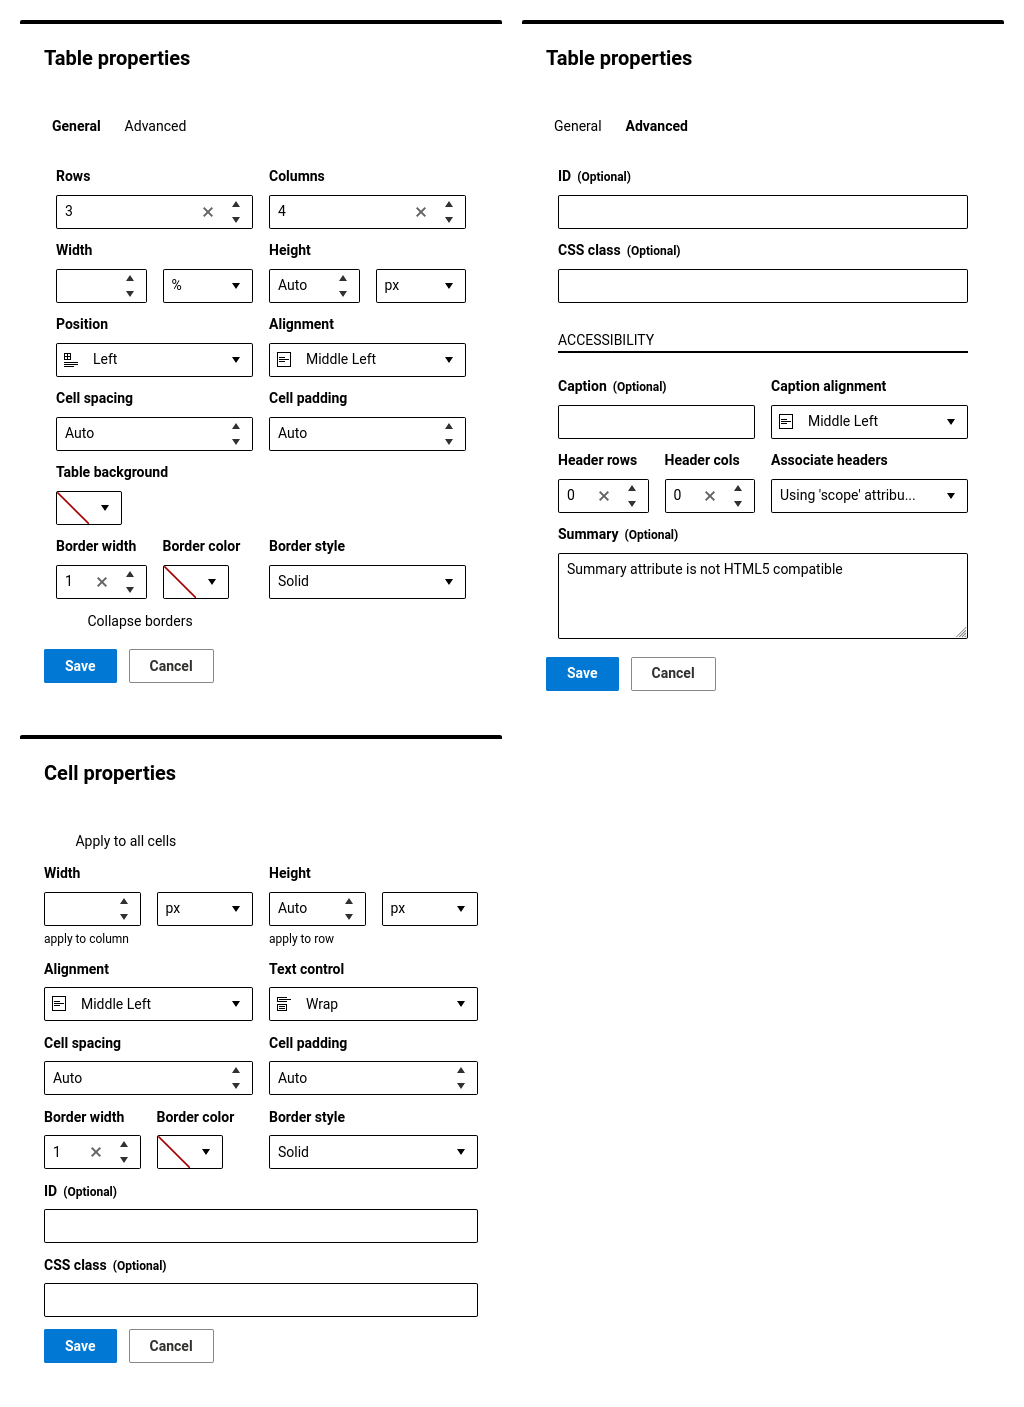 Table properties
General Advanced
Rows Columns
3 4
Width Height
% Auto px
Position Alignment
Left Middle Left
Cell spacing Cell padding
Auto Auto
Table background
Border width Border color Border style
1 Solid
Collapse borders
Save Cancel
Table properties
General Advanced
ID (Optional)
CSS class (Optional)
ACCESSIBILITY
Caption (Optional) Caption alignment
Middle Left
Header rows Header cols Associate headers
0 0 Using 'scope' attribu...
Summary (Optional)
Summary attribute is not HTML5 compatible
Save Cancel
Cell properties
Apply to all cells
Width Height
px Auto px
apply to column apply to row
Alignment Text control
Middle Left Wrap
Cell spacing Cell padding
Auto Auto
Border width Border color Border style
1 Solid
ID (Optional)
CSS class (Optional)
Save Cancel